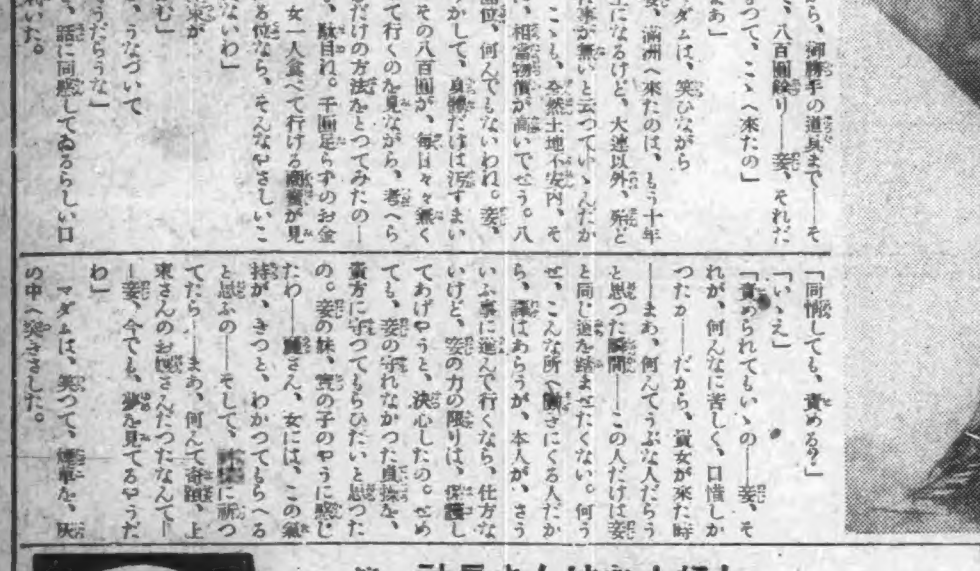 から、御勝手の道具まで――そ
、八百圓餘り――妾、それだ
つて、こゝへ來たの」
まあ」
ダムは、笑ひながら
妾、滿洲へ來たのは、もう十年
上になるけど、大連以外、殆ど
た事が無いと云つていゝんだか
こゝも、全然土地不安内、そ
、相當物價が高いでせう。八
圓位、何んでもないわね。妾、
うかして、身體だけは汚すまい
その八百圓が、毎日々々無く
て行くのを見ながら、考へら
るだけの方法をとつてみたの―
、駄目ね。千圓足らずのお金
女一人食べて行ける商賣が見
ないわ」
る位なら、そんなやさしいこ
來が
む」
、うなづいて
うたらうな」
、話に同感してゐるらしい口
「同情しても、責める?」
「いゝえ」
「責められてもいゝの――妾、そ
れが、何んなに苦しく、口惜しか
つたか――だから、貴女が來た時
――まあ、何んてうぶな人だらう
と思つた瞬間――この人だけは妾
と同じ道を踏ませたくない。何う
せ、こんな所へ働きにくる人だか
ら、譯はあらうが、本人が、さう
いふ事に進んで行くなら、仕方な
いけど、妾の力の限りは、保護し
てあげやうと、決心したの。せめ
ても、妾の守れなかつた貞操を、
貴方に守つてもらひたいと思つた
の。妾の妹、妾の子のやうに感じ
たわ――麗さん、女には、この氣
持が、きつと、わかつてもらへる
と思ふの――そして、に祈つ
てたら――まあ、何んて奇蹟、上
東さんのお孃さんだつたなんて―
―妾、今でも、夢を見てるやうだ
わ」
マダムは、笑つて、煙草を、灰
の中へ突きさした。